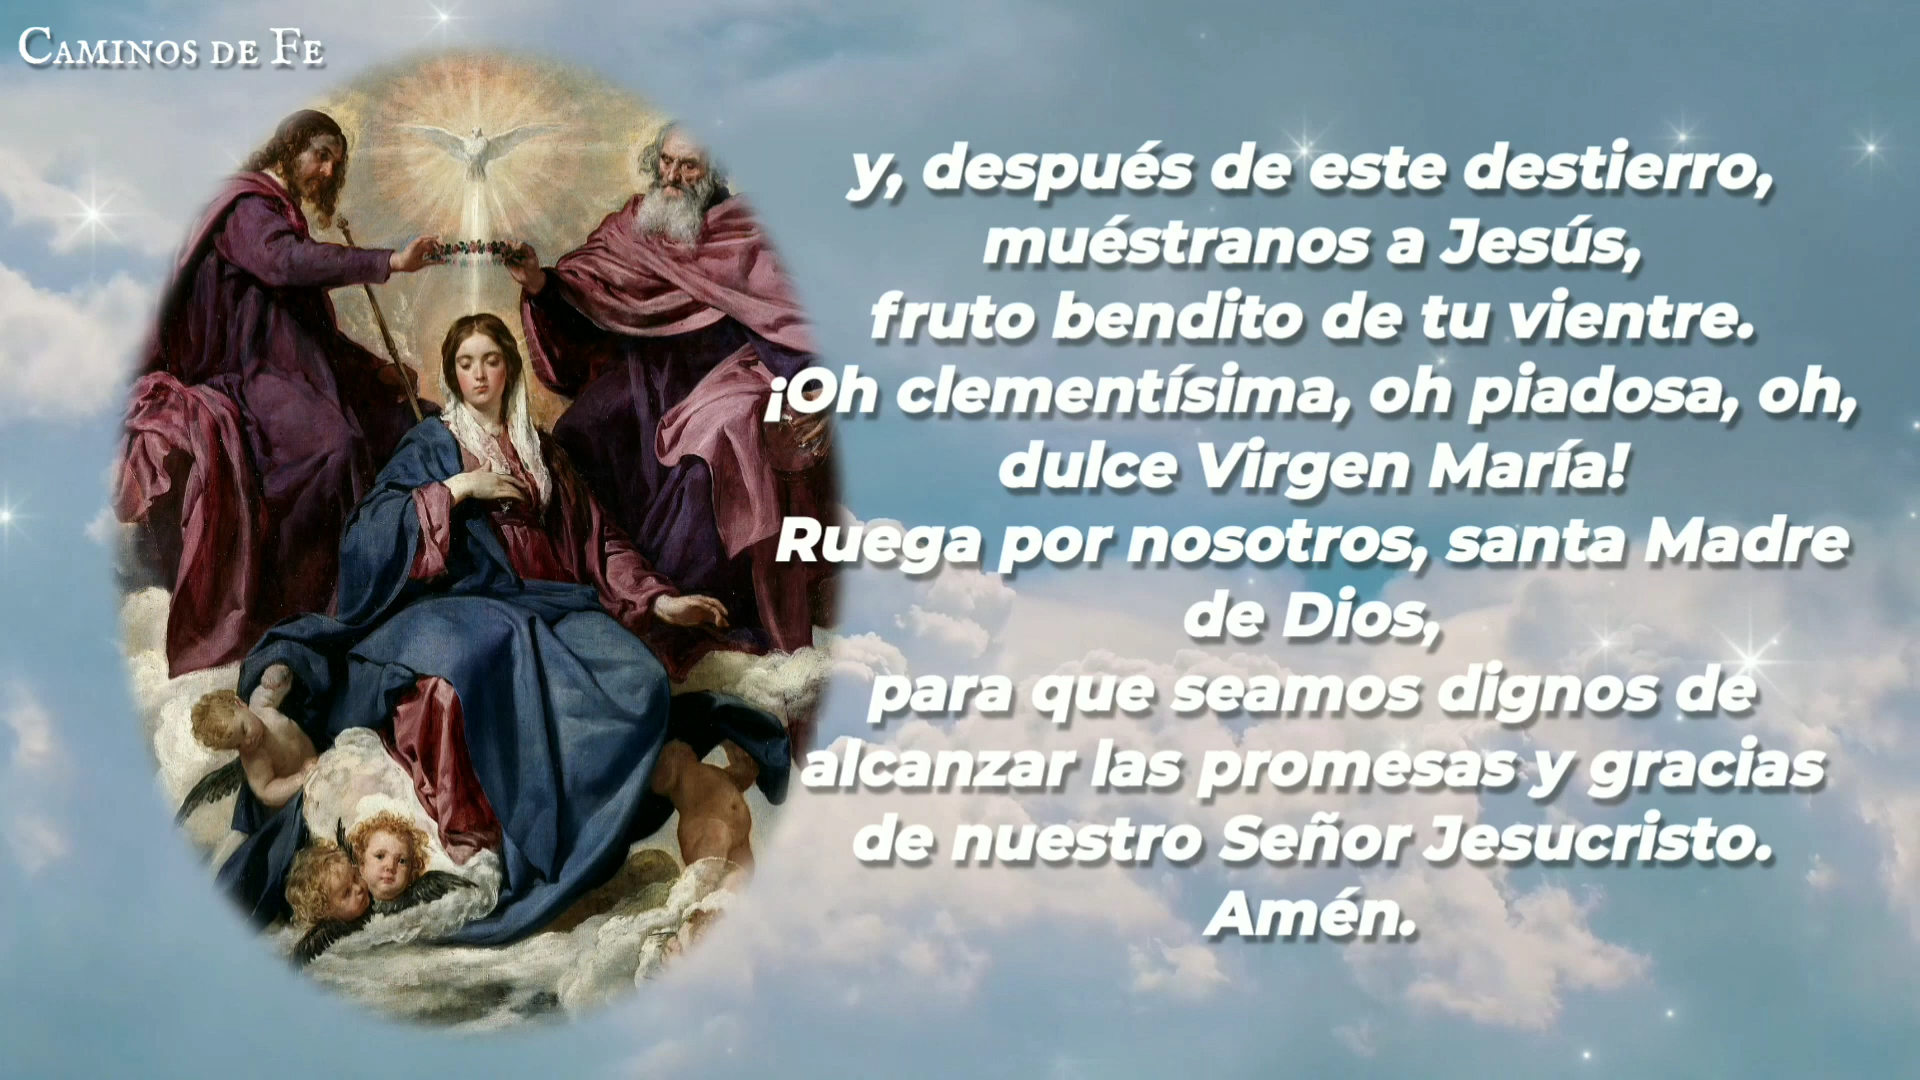 Caminos de Fe
y, después de este destierro,
muéstranos a Jesús,
fruto bendito de tu vientre.
¡Oh clementísima, oh piadosa, oh,
dulce Virgen María!
Ruega por nosotros, santa Madre
de Dios,
para que seamos dignos de
alcanzar las promesas y gracias
de nuestro Señor Jesucristo.
Amén.